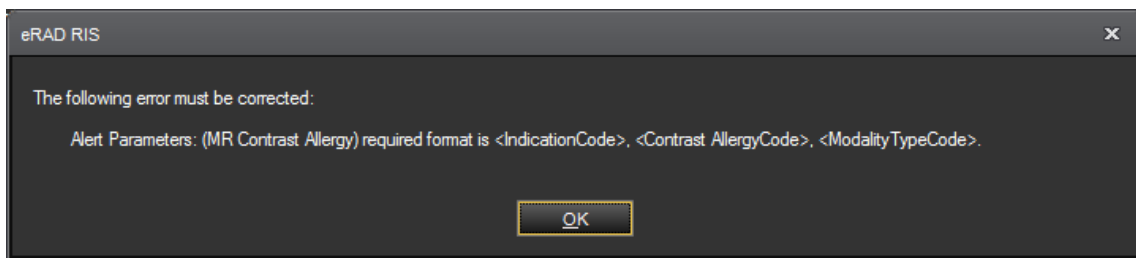 eRAD RIS
The following error must be corrected:
Alert Parameters: (MR Contrast Allergy) required format is <IndicationCode>, <Contrast AllergyCode>, <ModalityTypeCode>.
OK